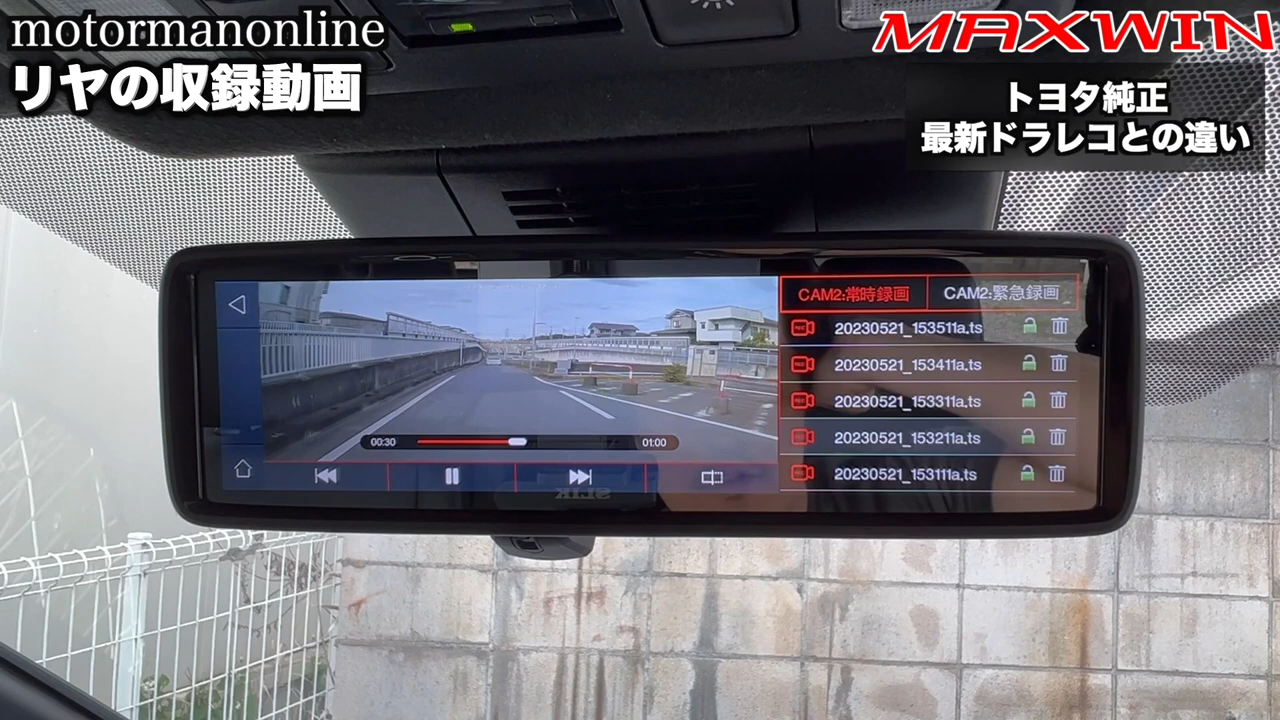 motormanonline
リヤの収録動画
MAXWIN
トヨタ純正
最新ドラレコとの違い
CAM2:常時録画
CAM2:緊急録画
20230521_153511a.ts
20230521_153411a.ts
20230521_153311a.ts
20230521_153211a.ts
20230521_153111a.ts
00:30
01:00
SLIK